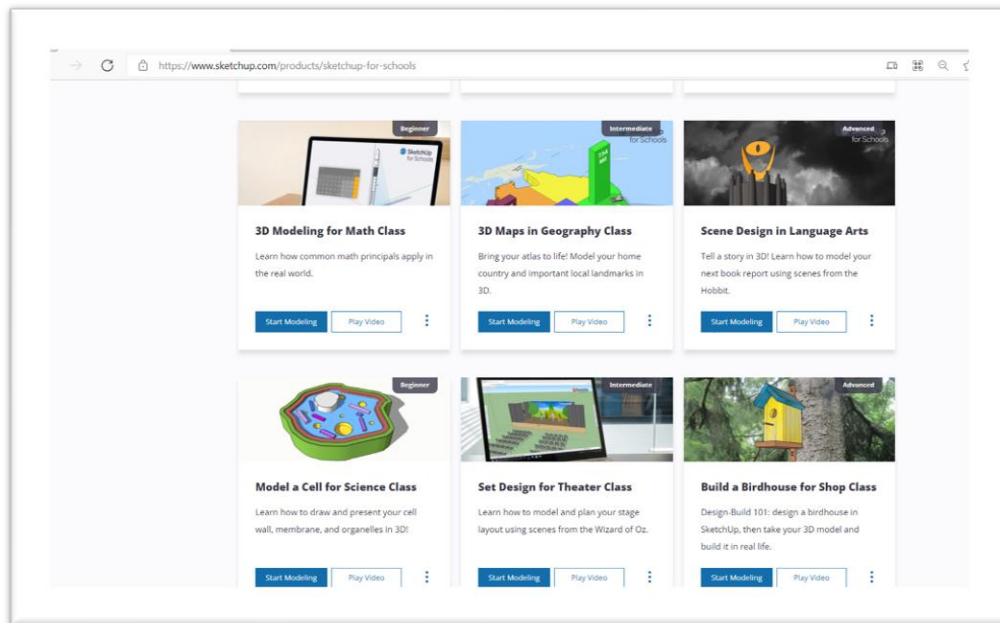 https://www.sketchup.com/products/sketchup-for-schools
Beginner
SketchUp
for Schools
Intermediate
for Schools
Advanced
for Schools
3D Modeling for Math Class
Learn how common math principals apply in
the real world.
Start Modeling
Play Video
3D Maps in Geography Class
Bring your atlas to life! Model your home
country and important local landmarks in
3D.
Start Modeling
Play Video
Scene Design in Language Arts
Tell a story in 3D! Learn how to model your
next book report using scenes from the
Hobbit.
Start Modeling
Play Video
Beginner
Intermediate
Advanced
Model a Cell for Science Class
Learn how to draw and present your cell
wall, membrane, and organelles in 3D!
Start Modeling
Play Video
Set Design for Theater Class
Learn how to model and plan your stage
layout using scenes from the Wizard of Oz.
Start Modeling
Play Video
Build a Birdhouse for Shop Class
Design-Build 101: design a birdhouse in
SketchUp, then take your 3D model and
build it in real life.
Start Modeling
Play Video